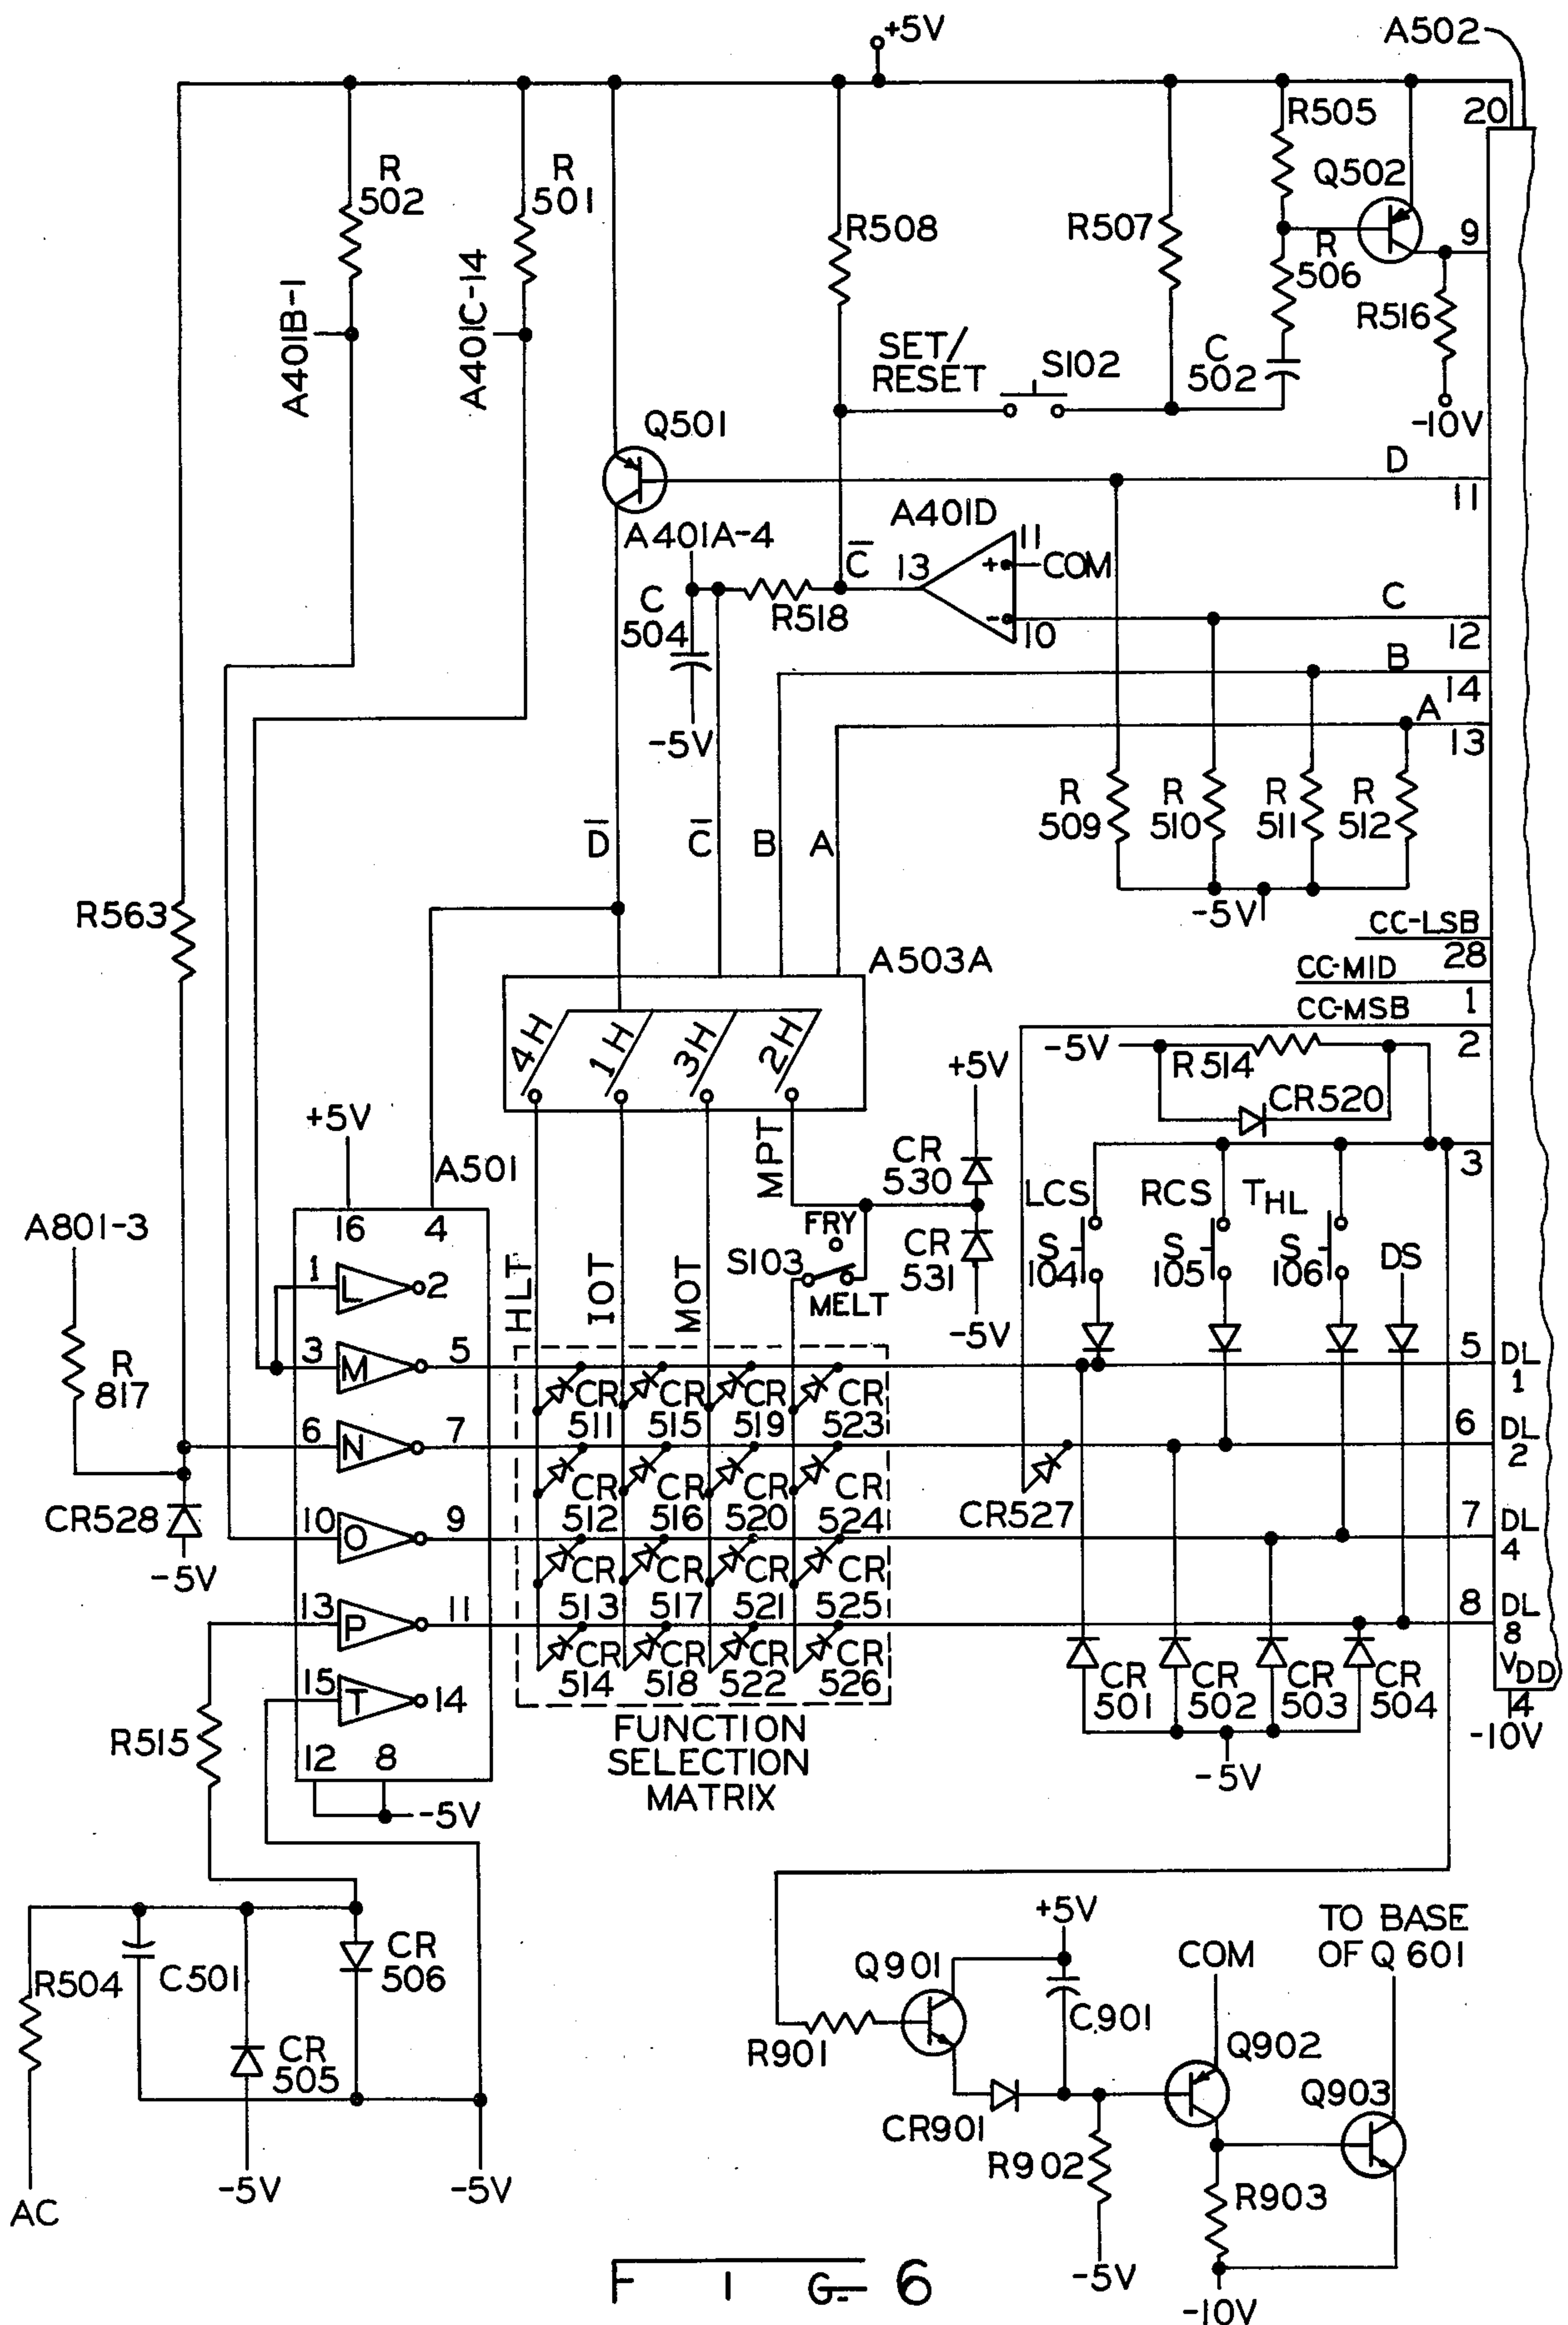 +5V
A502
20
R505
R
502
R
501
Q502
R508
R507
9
R
506
A401B-1
A401C-14
R516
SET/
RESET
S102
C
502
-10V
Q501
D
11
A401D
A401A-4
C
13
11
+
COM
C
504
R518
-
10
C
12
B
14
-5V
A
13
R
509
R
510
R
511
R
512
D
C
B
A
-5V
R563
CC-LSB
28
A503A
CC-MID
1
CC-MSB
2
4H
1H
3H
2H
-5V
R514
+5V
CR520
+5V
MPT
CR
530
3
A501
LCS
RCS
THL
A801-3
16
4
FRY
CR
531
S
104
S
105
S
106
DS
1
L
2
HLT
IOT
MOT
S103
MELT
-5V
R
817
3
M
5
5
DL
1
CR
511
CR
515
CR
519
CR
523
6
N
7
6
DL
2
CR528
CR
512
CR
516
CR
520
CR
524
CR527
10
O
9
7
DL
4
-5V
CR
513
CR
517
CR
521
CR
525
13
P
11
8
DL
8
CR
514
CR
518
CR
522
CR
526
CR
501
CR
502
CR
503
CR
504
VDD
15
T
14
4
-10V
R515
FUNCTION
SELECTION
MATRIX
12
8
-5V
-5V
R504
C501
CR
506
CR
505
+5V
COM
TO BASE
OF Q601
Q901
C901
R901
Q902
Q903
CR901
R902
R903
AC
-5V
-5V
-5V
-10V
FIG-6